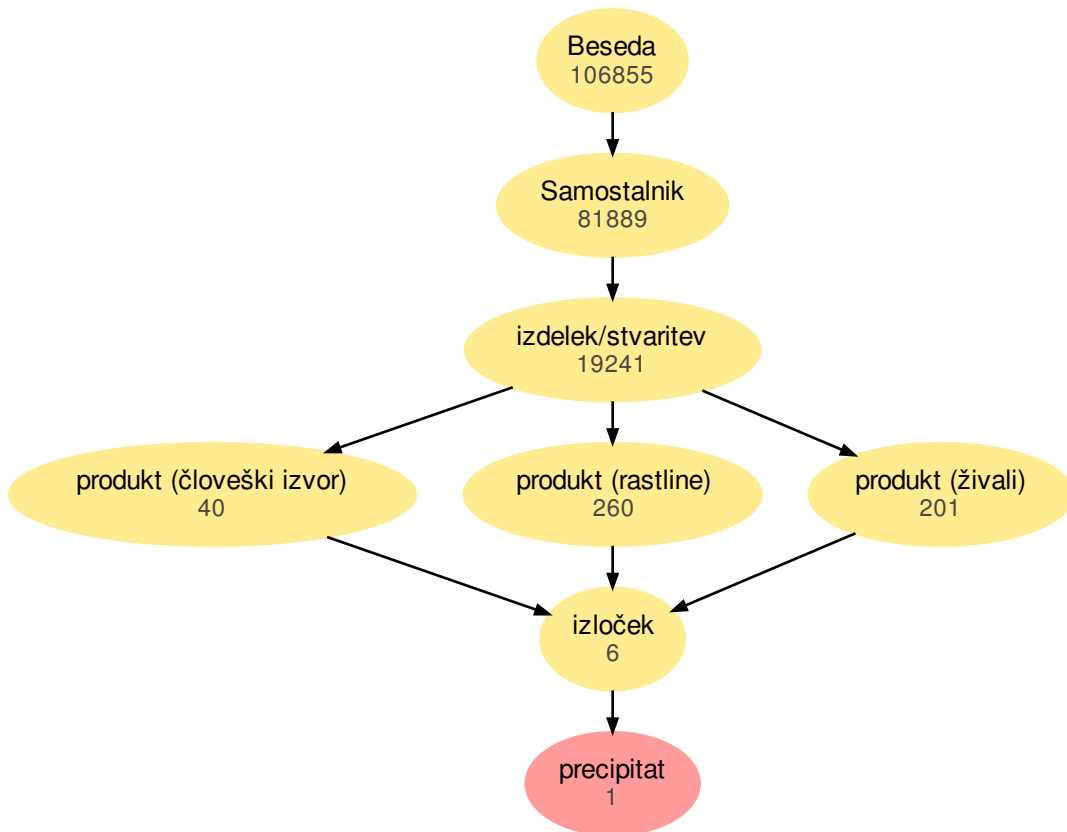 Beseda
106855
Samostalnik
81889
izdelek/stvaritev
19241
produkt (človeški izvor)
40
produkt (rastline)
260
produkt (živali)
201
izloček
6
precipitat
1